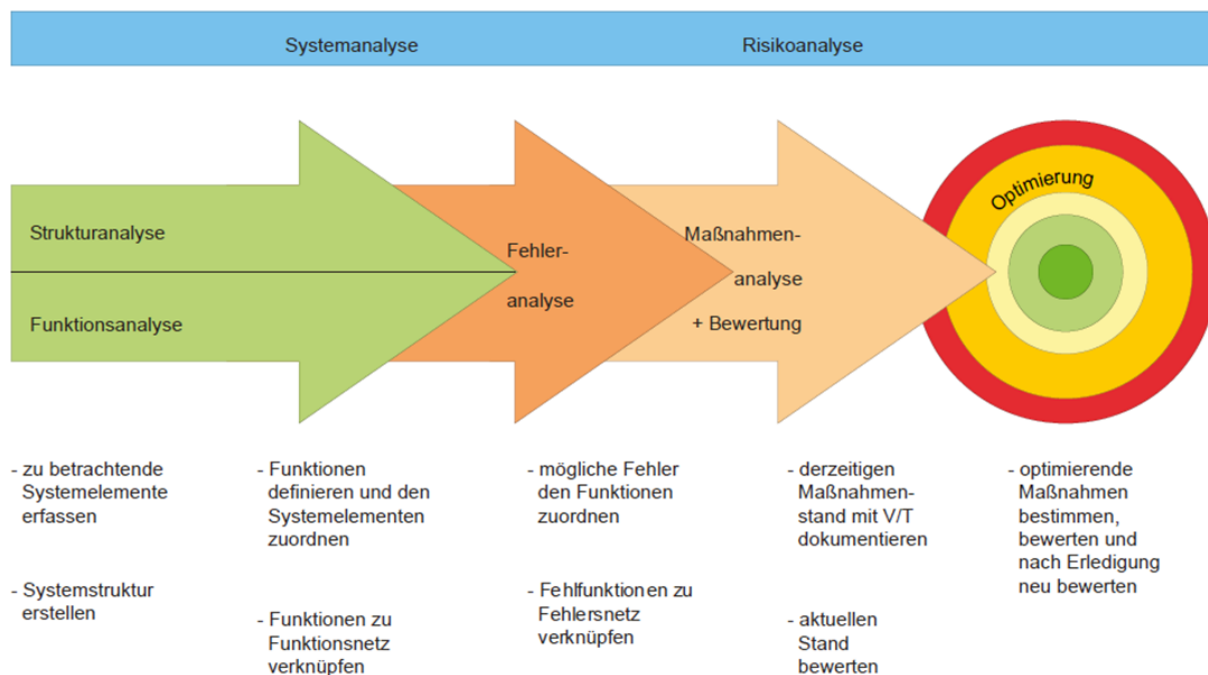 Systemanalyse
Risikoanalyse
Strukturanalyse
Funktionsanalyse
Fehler-
analyse
Maßnahmen-
analyse
+ Bewertung
Optimierung
- zu betrachtende
Systemelemente
erfassen
- Systemstruktur
erstellen
- Funktionen
definieren und den
Systemelementen
zuordnen
- Funktionen zu
Funktionsnetz
verknüpfen
- mögliche Fehler
den Funktionen
zuordnen
- Fehlfunktionen zu
Fehlersnetz
verknüpfen
- derzeitigen
Maßnahmen-
stand mit V/T
dokumentieren
- aktuellen
Stand
bewerten
- optimierende
Maßnahmen
bestimmen,
bewerten und
nach Erledigung
neu bewerten